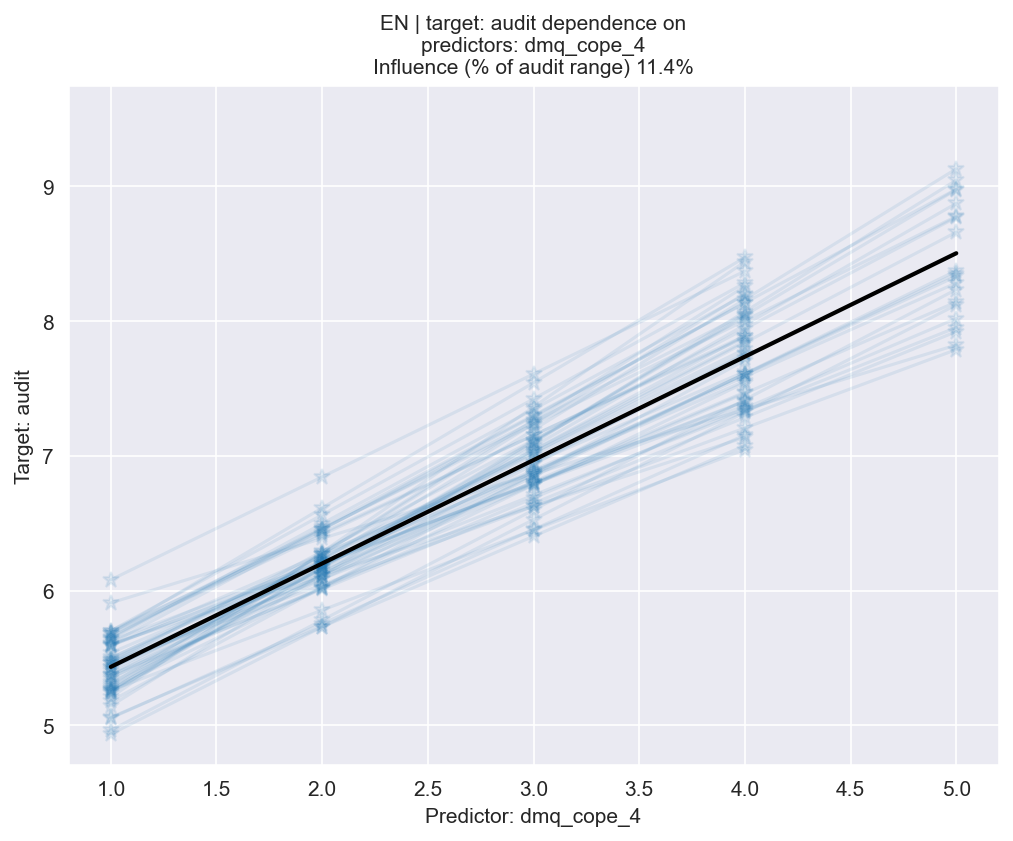 EN | target: audit dependence on
predictors: dmq_cope_4
Influence (% of audit range) 11.4%
Target: audit
9
8
7
6
5
1.0 1.5 2.0 2.5 3.0 3.5 4.0 4.5 5.0
Predictor: dmq_cope_4